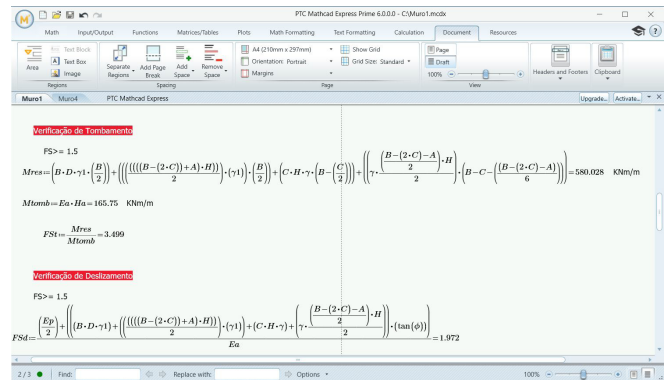 PTC Mathcad Express Prime 6.0.0.0 - C:\Muro1.mcdx
Math Input/Output Functions Matrices/Tables Plots Math Formatting Text Formatting Calculation Document Resources
Area
Text Block
Text Box
Image
Separate Regions
Add Page Break
Add Space
Remove Space
A4 (210mm x 297mm)
Orientation: Portrait
Margins
Show Grid
Grid Size: Standard
Page
Draft
100%
Headers and Footers
Clipboard
Regions Spacing Page View
Muro1 Muro4 PTC Mathcad Express Upgrade... Activate...
Verificação de Tombamento
FS>= 1.5
Mres:=(B·D·γ1·(B/2))+(((((((B−(2·C))+A)·H))/2)·(γ1))·(B/2))+(C·H·γ·(B−(C/2)))+((γ·((B−(2·C)−A)/2·H)/2)·(B−C−((B−(2·C)−A)/6)))=580.028 KNm/m
Mtomb:=Ea·Ha=165.75 KNm/m
FSt:=Mres/Mtomb=3.499
Verificação de Deslizamento
FS>= 1.5
FSd:=((Ep/2)+(((B·D·γ1)+(((((((B−(2·C))+A)·H))/2)·(γ1))+(C·H·γ)+(γ·((B−(2·C)−A)/2·H)/2))·(tan(ϕ))))/Ea=1.972
2 / 3 Find: Replace with: Options 100%